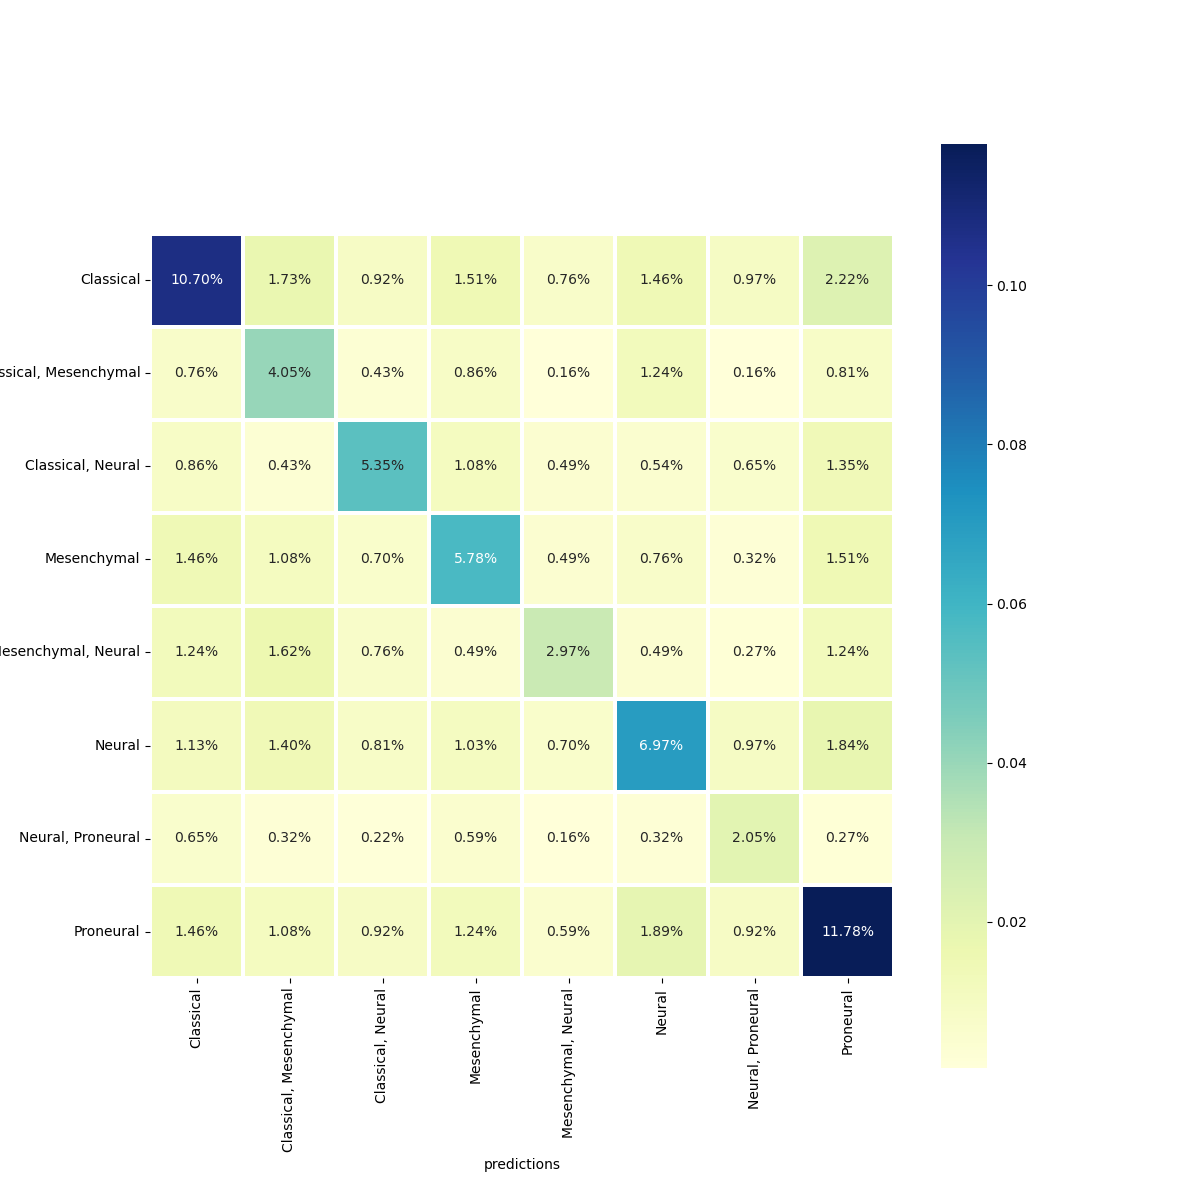 0.10
Classical 10.70% 1.73% 0.92% 1.51% 0.76% 1.46% 0.97% 2.22%
ssical, Mesenchymal 0.76% 4.05% 0.43% 0.86% 0.16% 1.24% 0.16% 0.81%
0.08
Classical, Neural 0.86% 0.43% 5.35% 1.08% 0.49% 0.54% 0.65% 1.35%
Mesenchymal 1.46% 1.08% 0.70% 5.78% 0.49% 0.76% 0.32% 1.51%
0.06
esenchymal, Neural 1.24% 1.62% 0.76% 0.49% 2.97% 0.49% 0.27% 1.24%
Neural 1.13% 1.40% 0.81% 1.03% 0.70% 6.97% 0.97% 1.84%
0.04
Neural, Proneural 0.65% 0.32% 0.22% 0.59% 0.16% 0.32% 2.05% 0.27%
0.02
Proneural 1.46% 1.08% 0.92% 1.24% 0.59% 1.89% 0.92% 11.78%
Classical
Classical, Mesenchymal
Classical, Neural
Mesenchymal
Mesenchymal, Neural
Neural
Neural, Proneural
Proneural
predictions